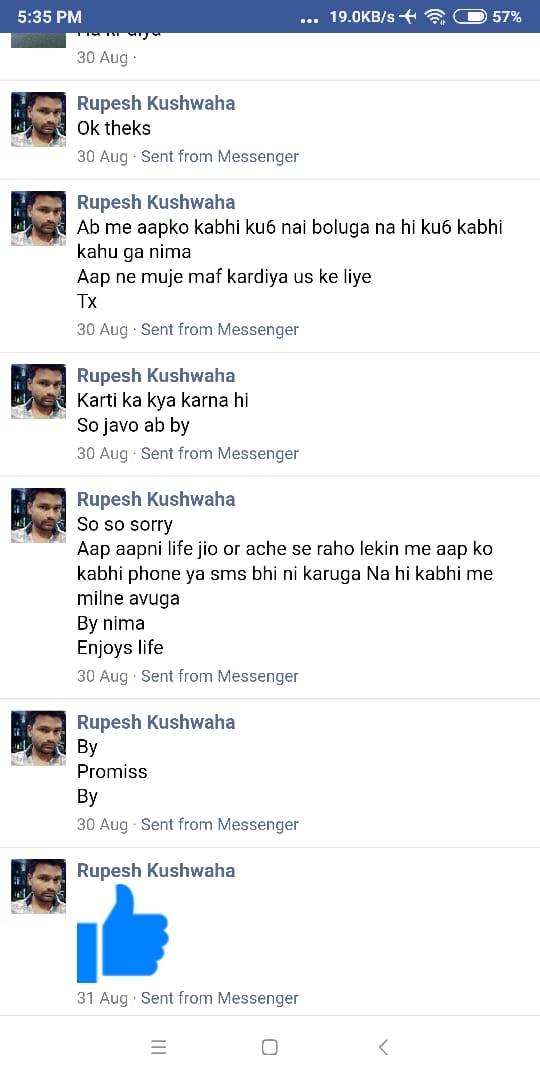 5:35 PM
... 19.0KB/s 57%
30 Aug ·
Rupesh Kushwaha
Ok theks
30 Aug · Sent from Messenger
Rupesh Kushwaha
Ab me aapko kabhi ku6 nai boluga na hi ku6 kabhi
kahu ga nima
Aap ne muje maf kardiya us ke liye
Tx
30 Aug · Sent from Messenger
Rupesh Kushwaha
Karti ka kya karna hi
So javo ab by
30 Aug · Sent from Messenger
Rupesh Kushwaha
So so sorry
Aap aapni life jio or ache se raho lekin me aap ko
kabhi phone ya sms bhi ni karuga Na hi kabhi me
milne avuga
By nima
Enjoys life
30 Aug · Sent from Messenger
Rupesh Kushwaha
By
Promiss
By
30 Aug · Sent from Messenger
Rupesh Kushwaha
31 Aug · Sent from Messenger